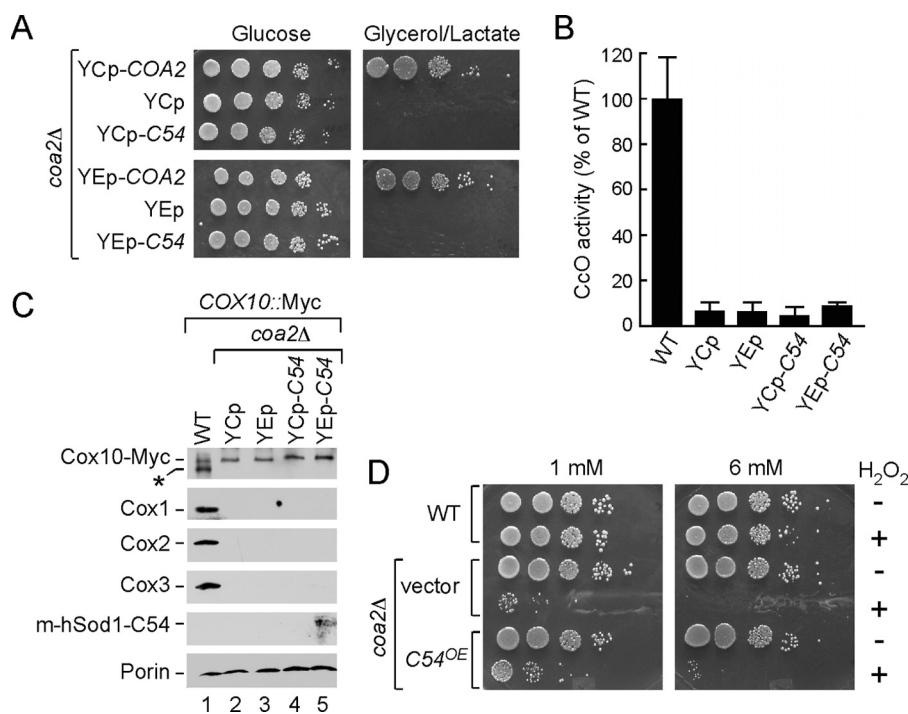 A
Glucose Glycerol/Lactate
coa2Δ
YCp-COA2
YCp
YCp-C54
YEp-COA2
YEp
YEp-C54
B
CcO activity (% of WT)
120
100
80
60
40
20
0
WT YCp YEp YCp-C54 YEp-C54
C
COX10::Myc
coa2Δ
WT YCp YEp YCp-C54 YEp-C54
Cox10-Myc
*
Cox1
Cox2
Cox3
m-hSod1-C54
Porin
1 2 3 4 5
D
1 mM 6 mM H2O2
WT - +
coa2Δ
vector - +
C54OE - +